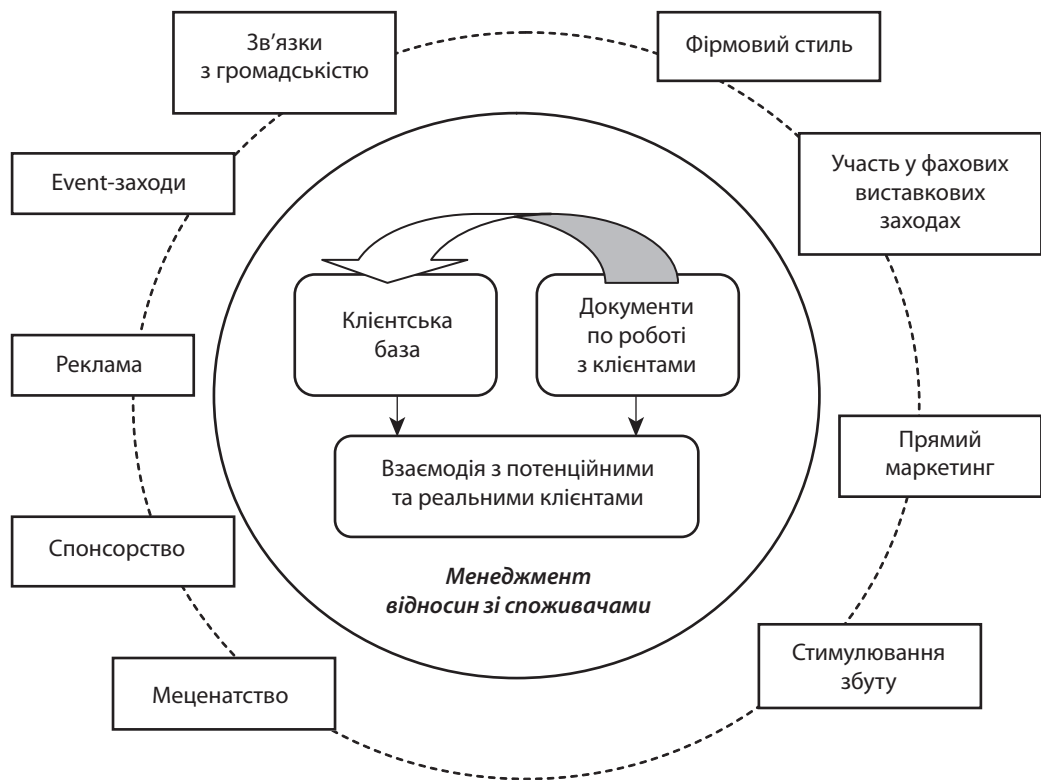 Зв’язки
з громадськістю
Фірмовий стиль
Event-заходи
Участь у фахових
виставкових
заходах
Клієнтська
база
Документи
по роботі
з клієнтами
Реклама
Прямий
маркетинг
Взаємодія з потенційними
та реальними клієнтами
Спонсорство
Менеджмент
відносин зі споживачами
Стимулювання
збуту
Меценатство